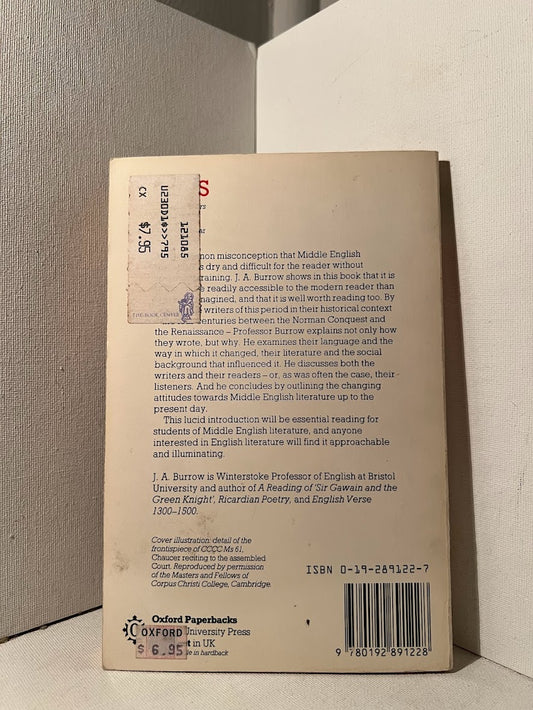 S
rs
as
non misconception that Middle English
s dry and difficult for the reader without
training. J. A. Burrow shows in this book that it is
e readily accessible to the modern reader than
magined, and that it is well worth reading too. By
writers of this period in their historical context
centuries between the Norman Conquest and
the Renaissance – Professor Burrow explains not only how
they wrote, but why. He examines their language and the
way in which it changed, their literature and the social
background that influenced it. He discusses both the
writers and their readers – or, as was often the case, their
listeners. And he concludes by outlining the changing
attitudes towards Middle English literature up to the
present day.
This lucid introduction will be essential reading for
students of Middle English literature, and anyone
interested in English literature will find it approachable
and illuminating.
J. A. Burrow is Winterstoke Professor of English at Bristol
University and author of A Reading of 'Sir Gawain and the
Green Knight', Ricardian Poetry, and English Verse
1300–1500.
Cover illustration: detail of the
frontispiece of CCCC Ms 61,
Chaucer reciting to the assembled
Court. Reproduced by permission
of the Masters and Fellows of
Corpus Christi College, Cambridge.
Oxford Paperbacks
University Press
t in UK
le in hardback
OXFORD
$ 6.95
ISBN 0-19-289122-7
9 780192 891228
121085
U23001$>>795
CX $7.95
THE BOOK CENTER